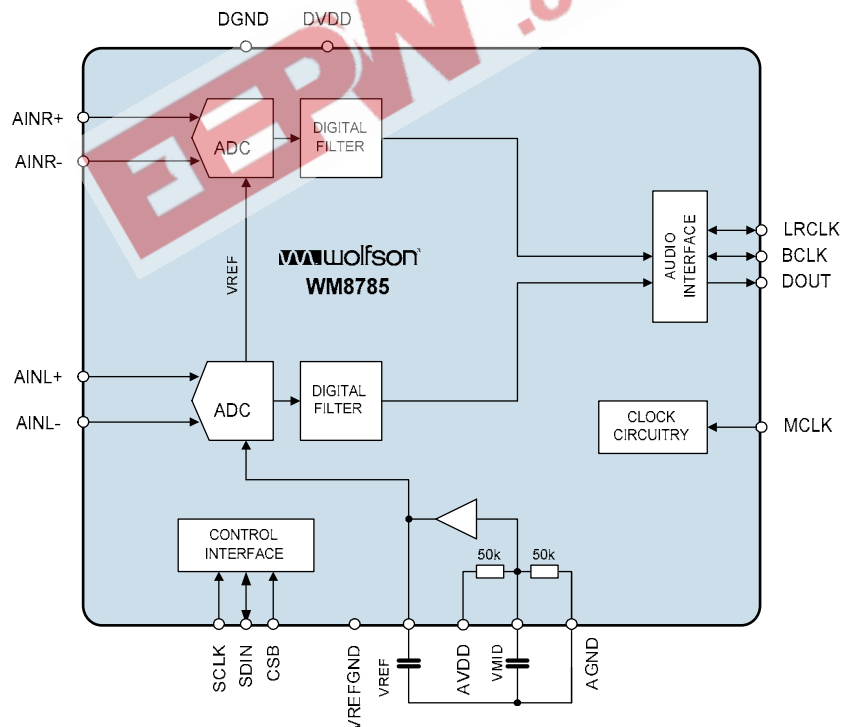 DGND DVDD
EEPW.c
AINR+
AINR-
ADC
DIGITAL
FILTER
VREF
wolfson
WM8785
AUDIO
INTERFACE
LRCLK
BCLK
DOUT
AINL+
AINL-
ADC
DIGITAL
FILTER
CLOCK
CIRCUITRY
MCLK
CONTROL
INTERFACE
50k 50k
SCLK
SDIN
CSB
VREFGND
VREF
AVDD
VMID
AGND